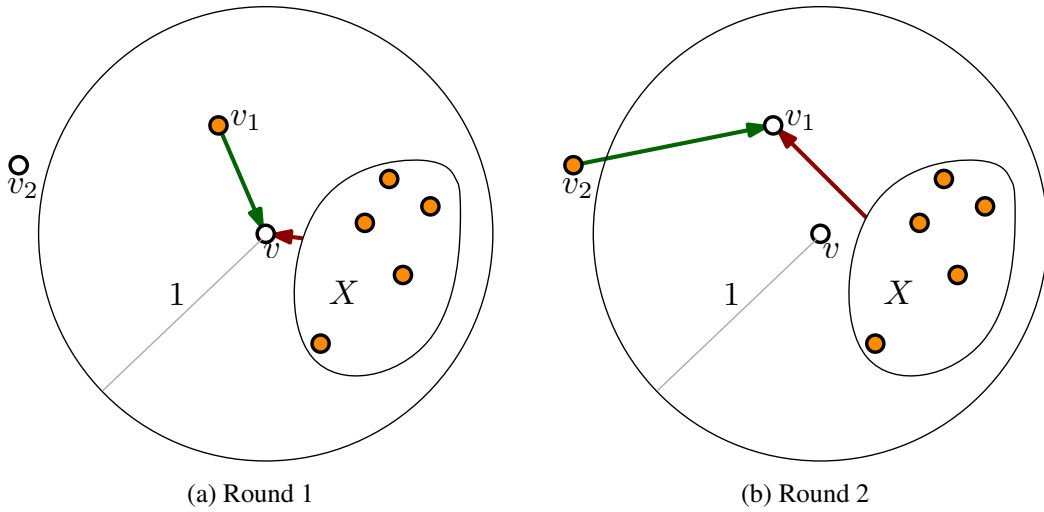 v₁
v₂
v
1
X
(a) Round 1
v₁
v₂
v
1
X
(b) Round 2